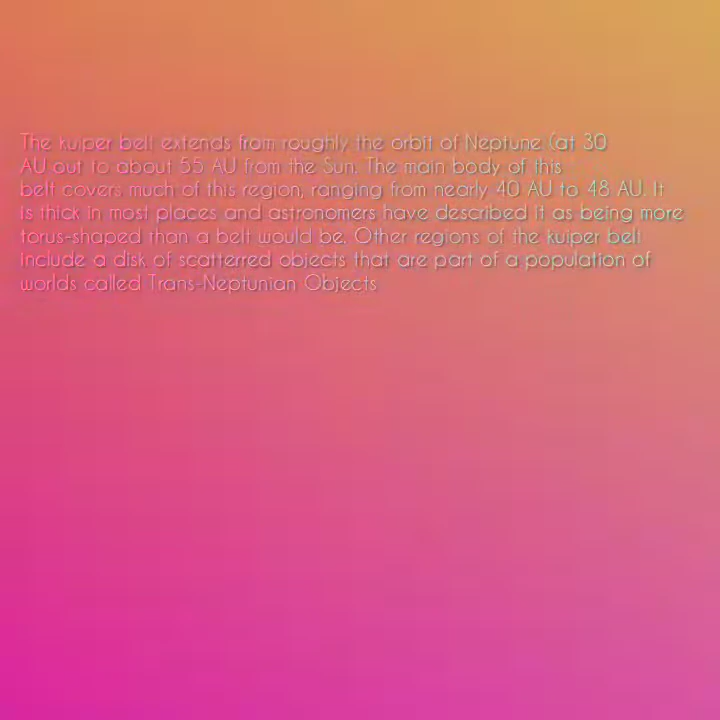 The kuiper belt extends from roughly the orbit of Neptune (at 30
AU out to about 55 AU from the Sun. The main body of this
belt covers much of this region, ranging from nearly 40 AU to 48 AU. It
is thick in most places and astronomers have described it as being more
torus-shaped than a belt would be. Other regions of the kuiper belt
include a disk of scatterred objects that are part of a population of
worlds called Trans-Neptunian Objects